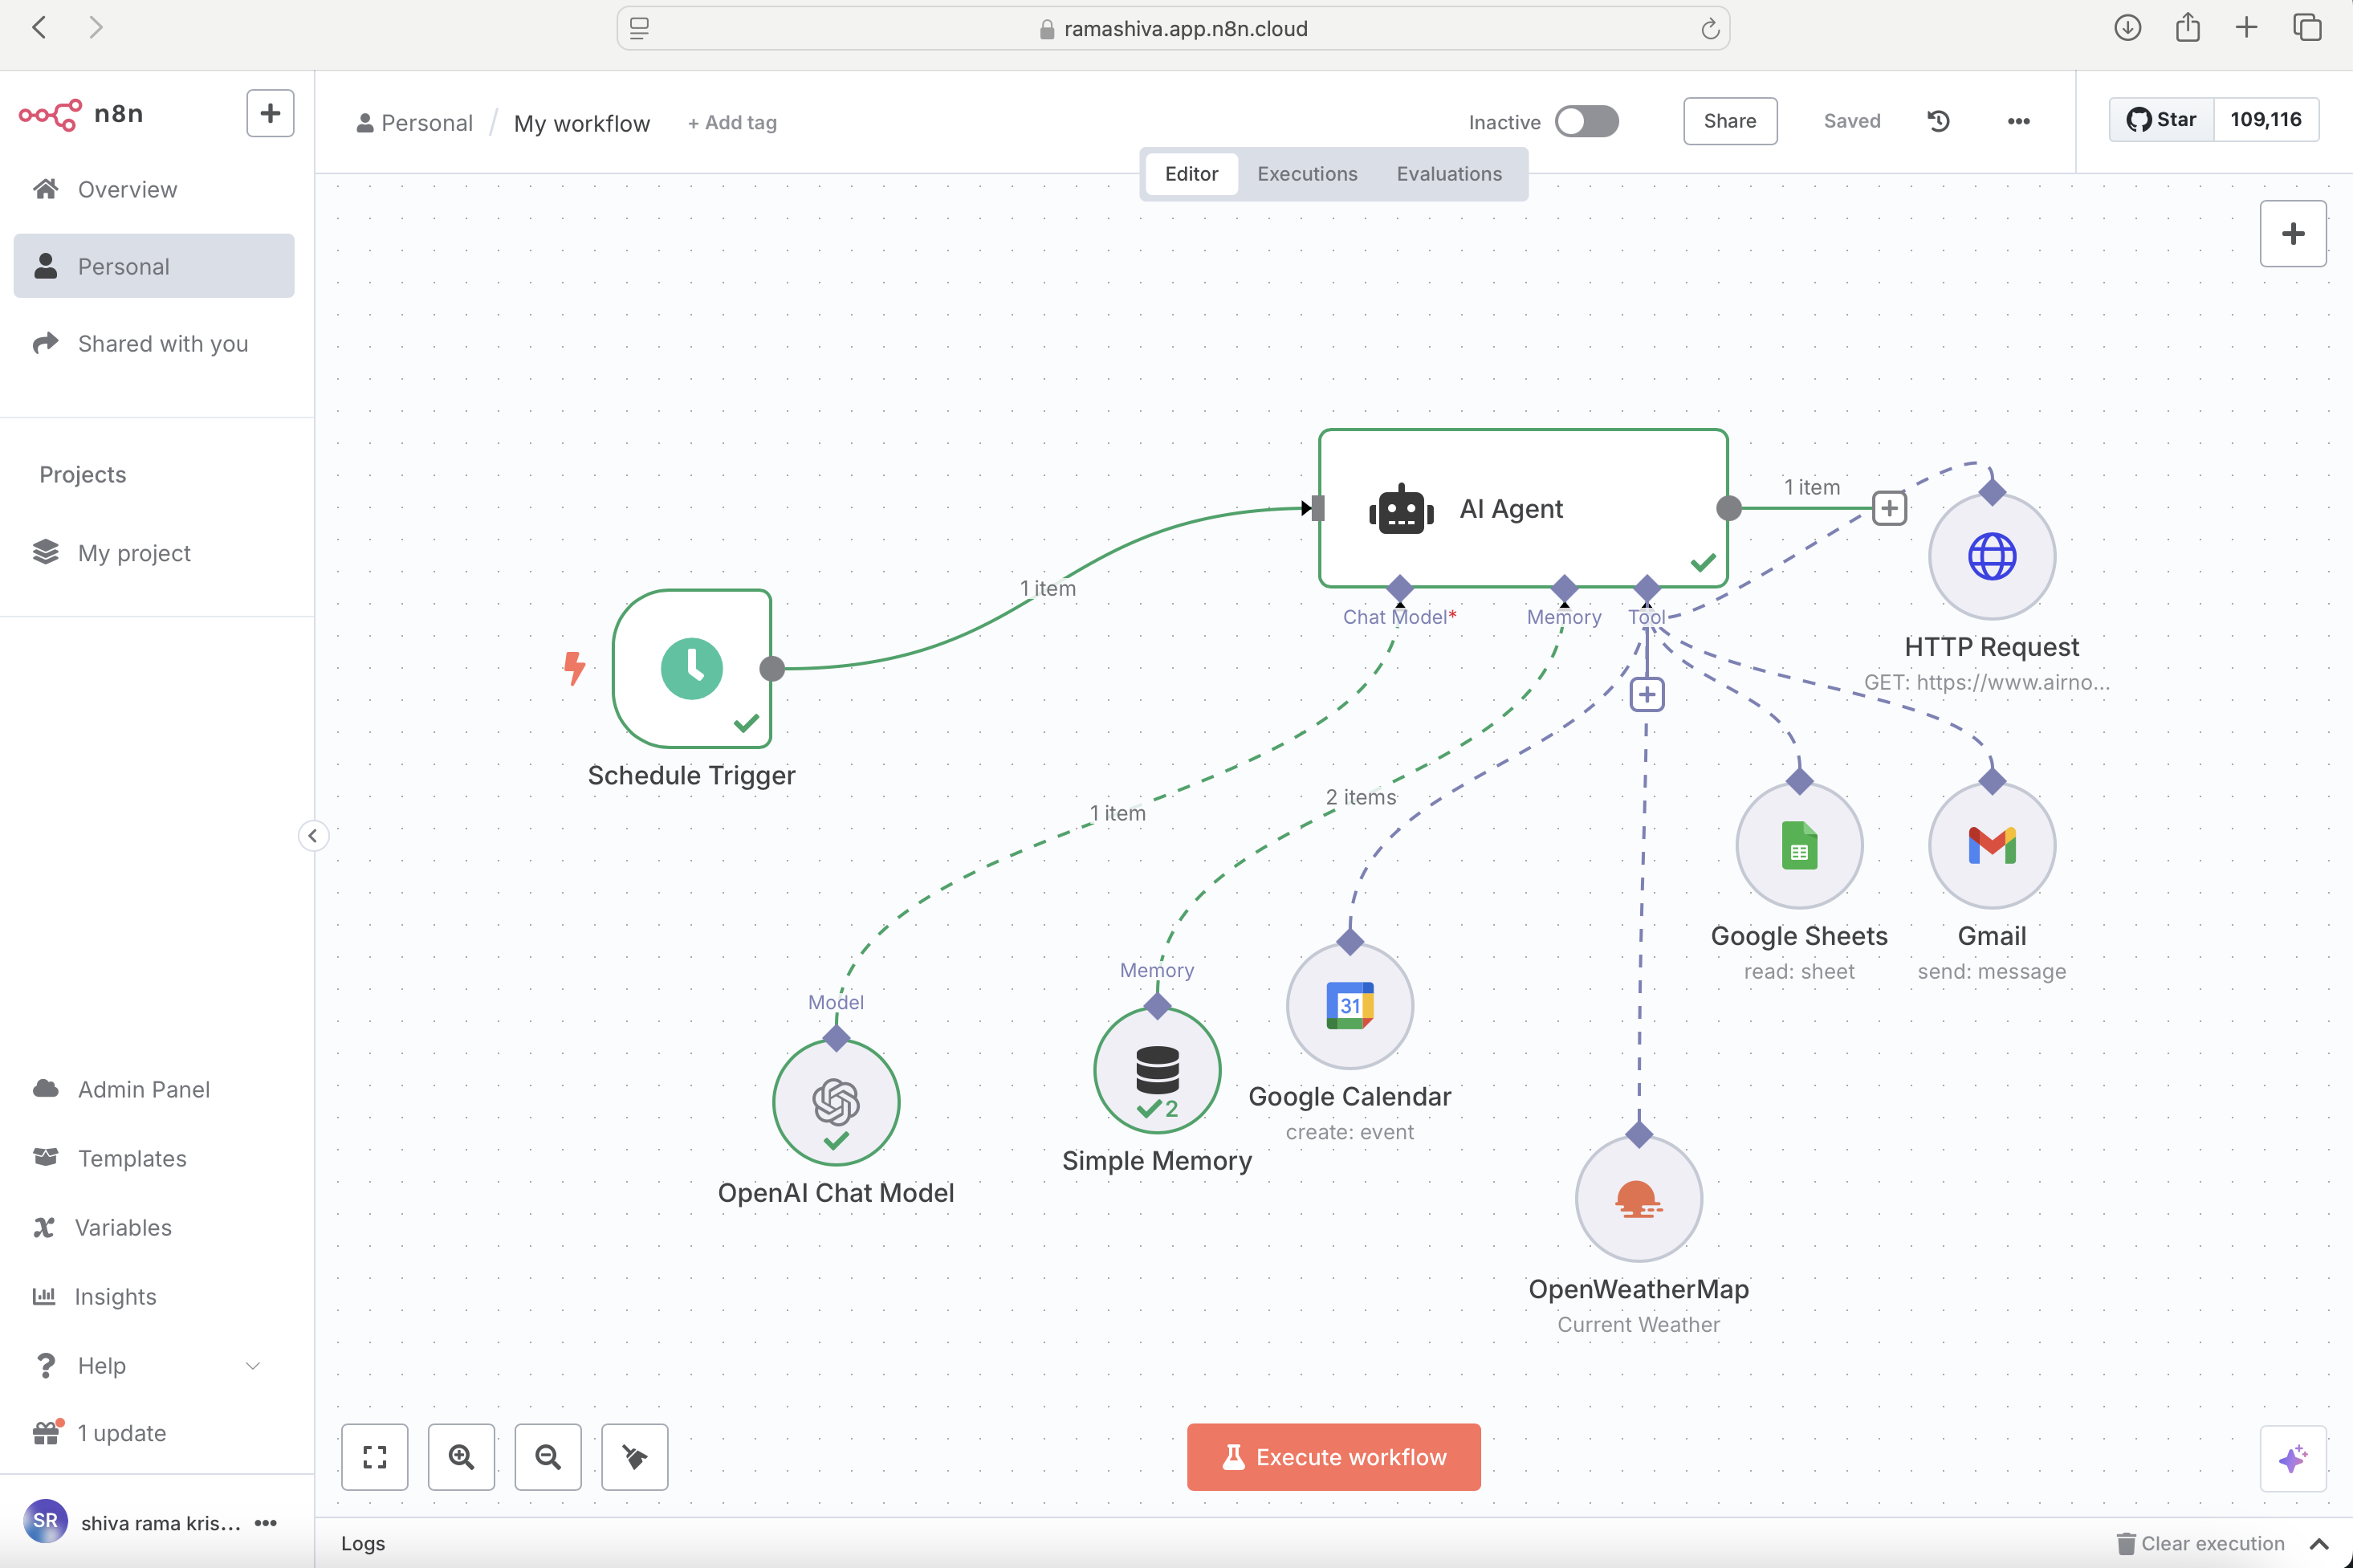 ramashiva.app.n8n.cloud
n8n
Overview
Personal
Shared with you
Projects
My project
Admin Panel
Templates
Variables
Insights
Help
1 update
SR
shiva rama kris...
Personal / My workflow
+ Add tag
Inactive
Share
Saved
Star
109,116
Editor
Executions
Evaluations
1 item
AI Agent
1 item
Chat Model*
Memory
Tool
HTTP Request
GET: https://www.airno...
Schedule Trigger
1 item
2 items
Google Sheets
read: sheet
Gmail
send: message
Model
OpenAI Chat Model
Memory
2
Simple Memory
31
Google Calendar
create: event
OpenWeatherMap
Current Weather
Execute workflow
Logs
Clear execution